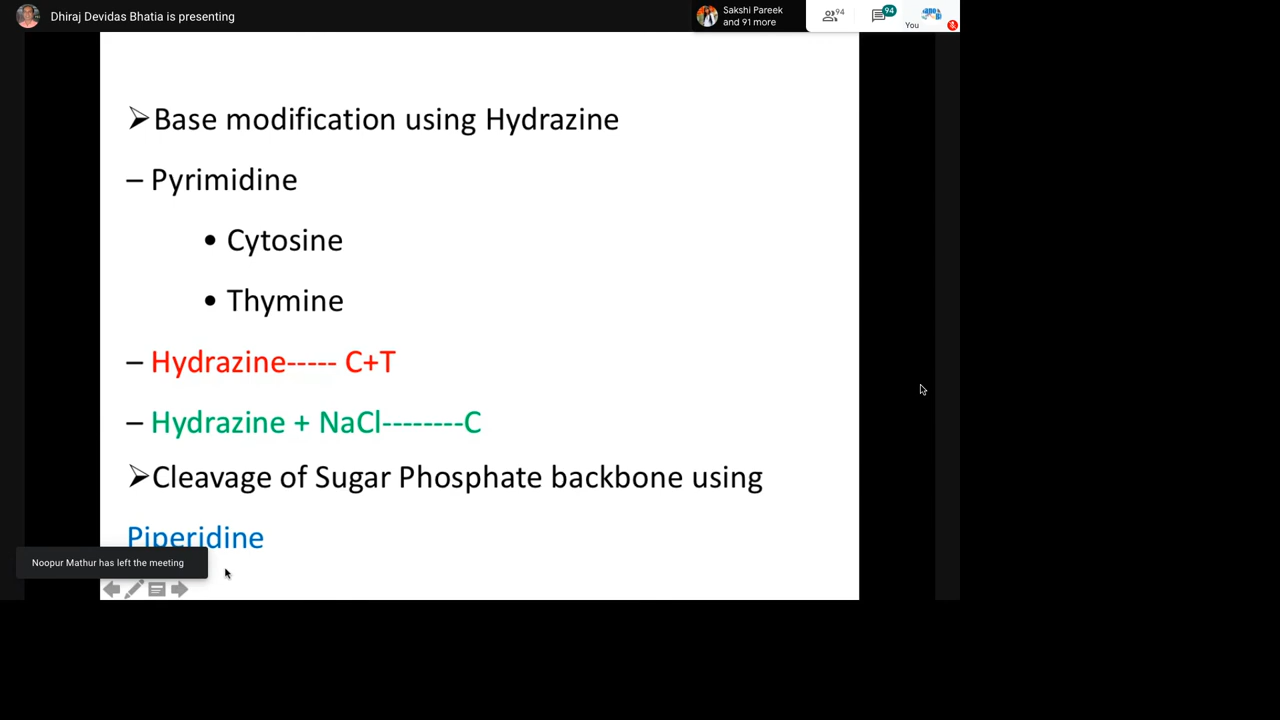 Dhiraj Devidas Bhatia is presenting
Sakshi Pareek
and 91 more
94
94
You
➢Base modification using Hydrazine
– Pyrimidine
• Cytosine
• Thymine
– Hydrazine----- C+T
– Hydrazine + NaCl--------C
➢Cleavage of Sugar Phosphate backbone using
Piperidine
Noopur Mathur has left the meeting